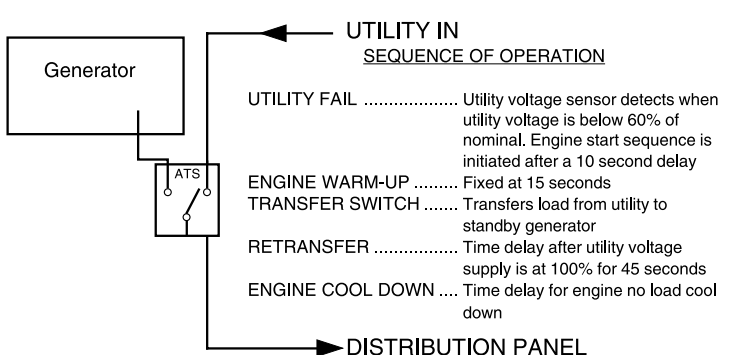 UTILITY IN
SEQUENCE OF OPERATION
Generator
UTILITY FAIL ................... Utility voltage sensor detects when
utility voltage is below 60% of
nominal. Engine start sequence is
initiated after a 10 second delay
ATS
ENGINE WARM-UP ......... Fixed at 15 seconds
TRANSFER SWITCH ....... Transfers load from utility to
standby generator
RETRANSFER ................. Time delay after utility voltage
supply is at 100% for 45 seconds
ENGINE COOL DOWN .... Time delay for engine no load cool
down
DISTRIBUTION PANEL